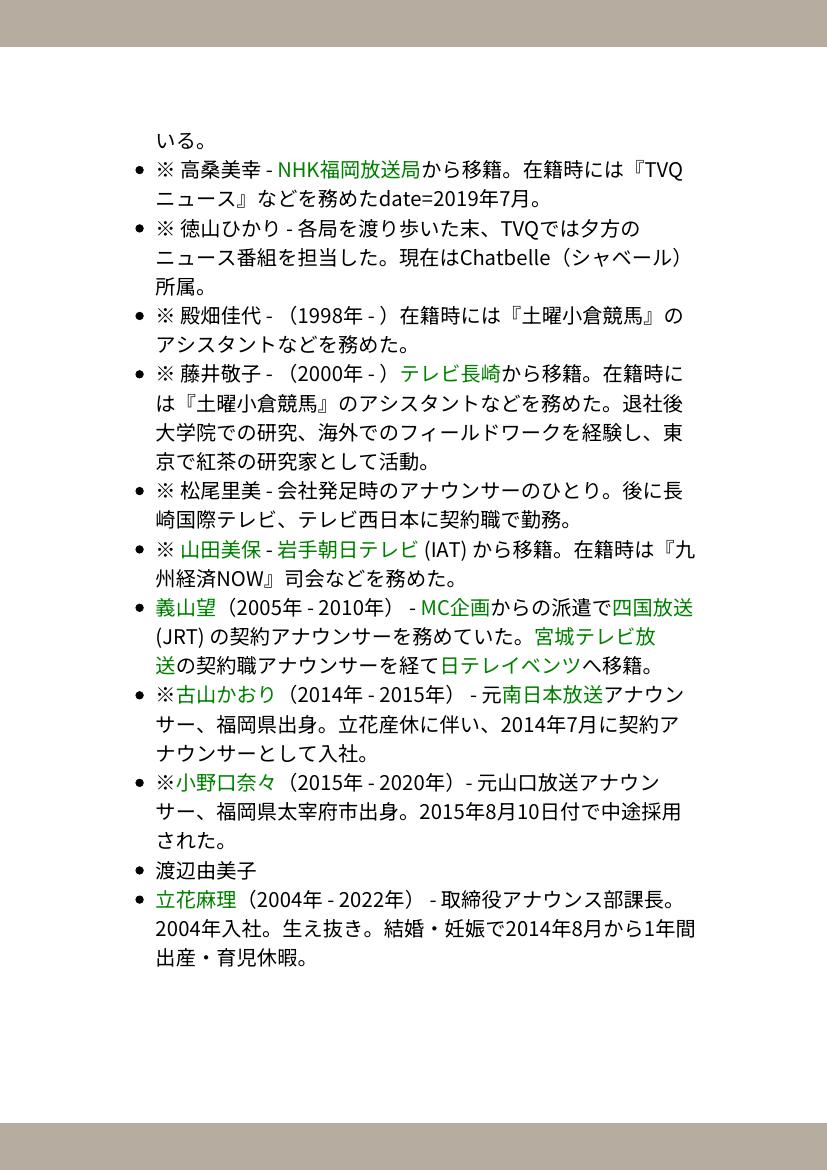 いる。
• ※ 高桑美幸 - NHK福岡放送局から移籍。在籍時には『TVQ
ニュース』などを務めたdate=2019年7月。
• ※ 徳山ひかり - 各局を渡り歩いた末、TVQでは夕方の
ニュース番組を担当した。現在はChatbelle（シャベール）
所属。
• ※ 殿畑佳代 - （1998年 - ）在籍時には『土曜小倉競馬』の
アシスタントなどを務めた。
• ※ 藤井敬子 - （2000年 - ）テレビ長崎から移籍。在籍時に
は『土曜小倉競馬』のアシスタントなどを務めた。退社後
大学院での研究、海外でのフィールドワークを経験し、東
京で紅茶の研究家として活動。
• ※ 松尾里美 - 会社発足時のアナウンサーのひとり。後に長
崎国際テレビ、テレビ西日本に契約職で勤務。
• ※ 山田美保 - 岩手朝日テレビ (IAT) から移籍。在籍時は『九
州経済NOW』司会などを務めた。
• 義山望（2005年 - 2010年） - MC企画からの派遣で四国放送
(JRT) の契約アナウンサーを務めていた。宮城テレビ放
送の契約職アナウンサーを経て日テレイベンツへ移籍。
• ※古山かおり（2014年 - 2015年） - 元南日本放送アナウン
サー、福岡県出身。立花産休に伴い、2014年7月に契約ア
ナウンサーとして入社。
• ※小野口奈々（2015年 - 2020年）- 元山口放送アナウン
サー、福岡県太宰府市出身。2015年8月10日付で中途採用
された。
• 渡辺由美子
• 立花麻理（2004年 - 2022年） - 取締役アナウンス部課長。
2004年入社。生え抜き。結婚・妊娠で2014年8月から1年間
出産・育児休暇。